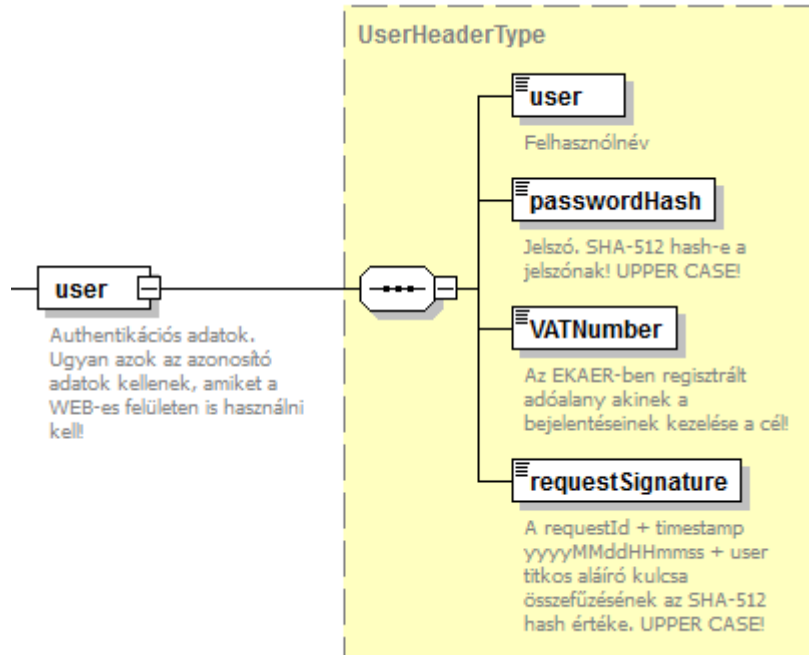 UserHeaderType
user
Felhasználnév
passwordHash
Jelszó. SHA-512 hash-e a
jelszónak! UPPER CASE!
user
Authentikációs adatok.
Ugyan azok az azonosító
adatok kellenek, amiket a
WEB-es felületen is használni
kell!
VATNumber
Az EKAER-ben regisztrált
adóalany akinek a
bejelentéseinek kezelése a cél!
requestSignature
A requestId + timestamp
yyyyMMddHHmmss + user
titkos aláíró kulcsa
összefűzésének az SHA-512
hash értéke. UPPER CASE!